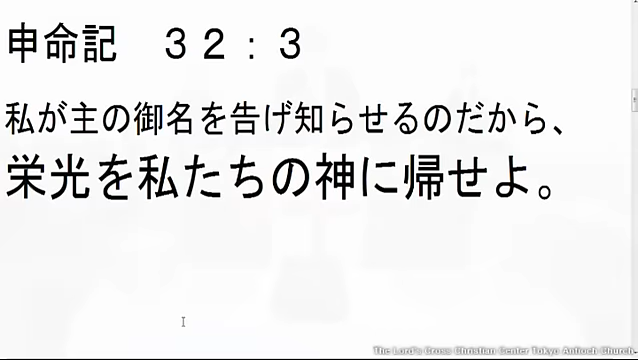 申命記　３２：３
私が主の御名を告げ知らせるのだから、
栄光を私たちの神に帰せよ。
The Lord's Cross Christian Center Tokyo Antioch Church